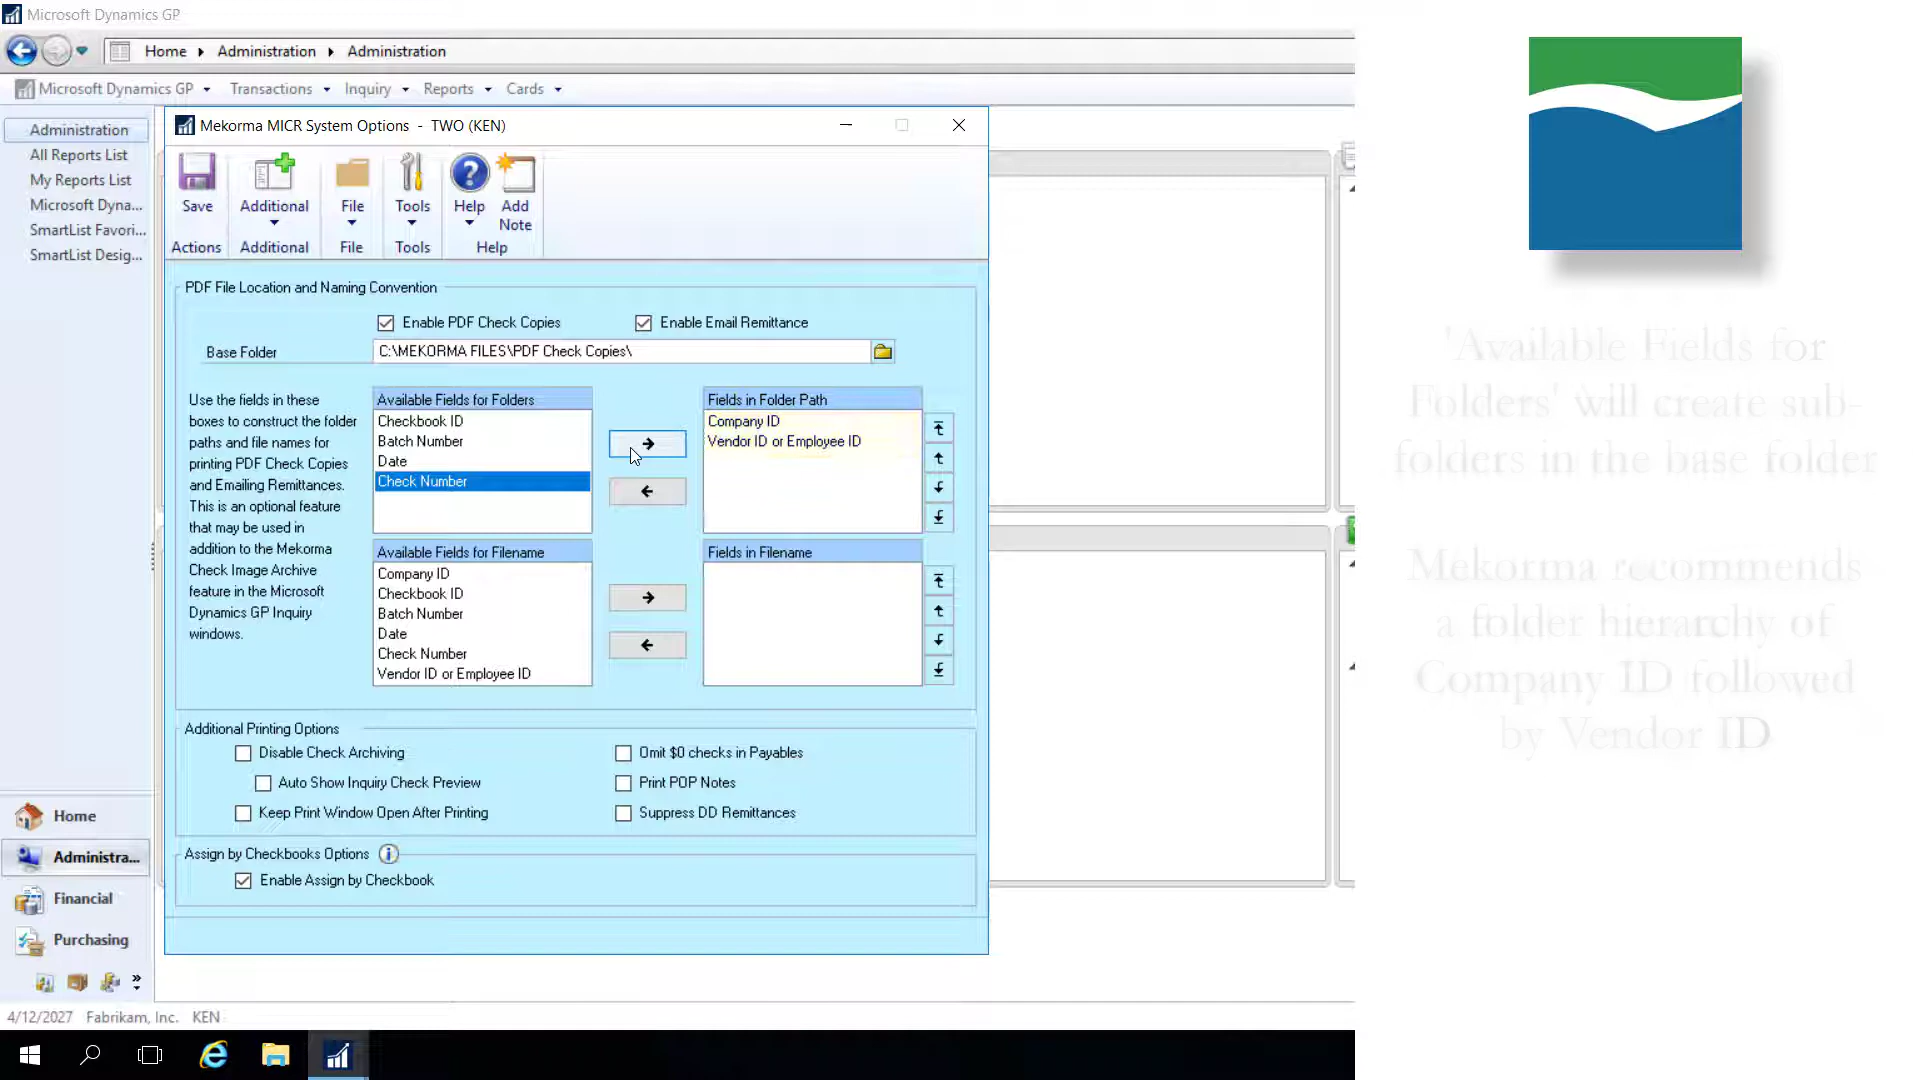 Microsoft Dynamics GP
Home Administration Administration
Microsoft Dynamics GP Transactions Inquiry Reports Cards
Administration
All Reports List
My Reports List
Microsoft Dyna...
SmartList Favori...
SmartList Desig...
Mekorma MICR System Options - TWO (KEN)
Save Additional File Tools Help Add Note
Actions Additional File Tools Help
PDF File Location and Naming Convention
Enable PDF Check Copies Enable Email Remittance
Base Folder C:\MEKORMA FILES\PDF Check Copies\
Use the fields in these
boxes to construct the folder
paths and file names for
printing PDF Check Copies
and Emailing Remittances.
This is an optional feature
that may be used in
addition to the Mekorma
Check Image Archive
feature in the Microsoft
Dynamics GP Inquiry
windows.
Available Fields for Folders
Checkbook ID
Batch Number
Date
Check Number
Fields in Folder Path
Company ID
Vendor ID or Employee ID
Available Fields for Filename
Company ID
Checkbook ID
Batch Number
Date
Check Number
Vendor ID or Employee ID
Fields in Filename
Additional Printing Options
Disable Check Archiving Omit $0 checks in Payables
Auto Show Inquiry Check Preview Print POP Notes
Keep Print Window Open After Printing Suppress DD Remittances
Assign by Checkbooks Options
Enable Assign by Checkbook
Home
Administra...
Financial
Purchasing
4/12/2027 Fabrikam, Inc. KEN
'Available Fields for
Folders' will create sub-
folders in the base folder
Mekorma recommends
a folder hierarchy of
Company ID followed
by Vendor ID